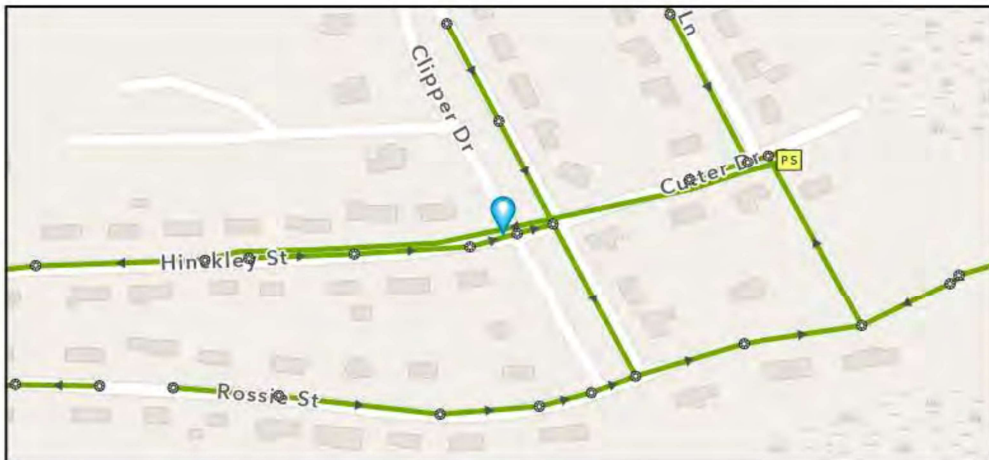 Ln
Clipper Dr
Cutter Dr
PS
Hinckley St
Rossie St